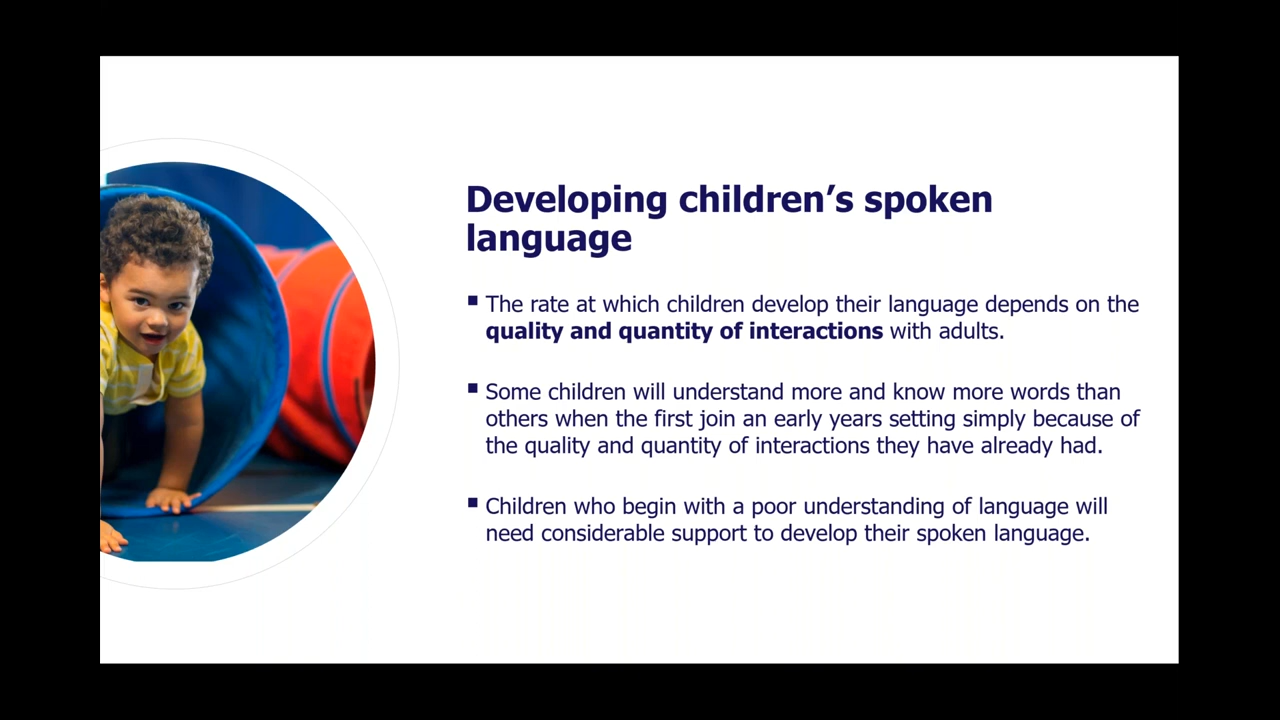 Developing children’s spoken
language
▪ The rate at which children develop their language depends on the
quality and quantity of interactions with adults.
▪ Some children will understand more and know more words than
others when the first join an early years setting simply because of
the quality and quantity of interactions they have already had.
▪ Children who begin with a poor understanding of language will
need considerable support to develop their spoken language.